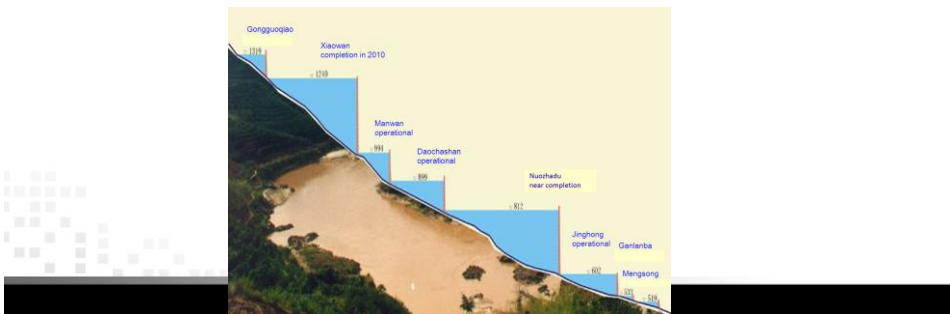 Gongguoqiao
1319
Xiaowan
completion in 2010
1240
Manwan
operational
994
Daochashan
operational
899
Nuozhadu
near completion
812
Jinghong
operational
Ganlanba
602
Mengsong
533
519